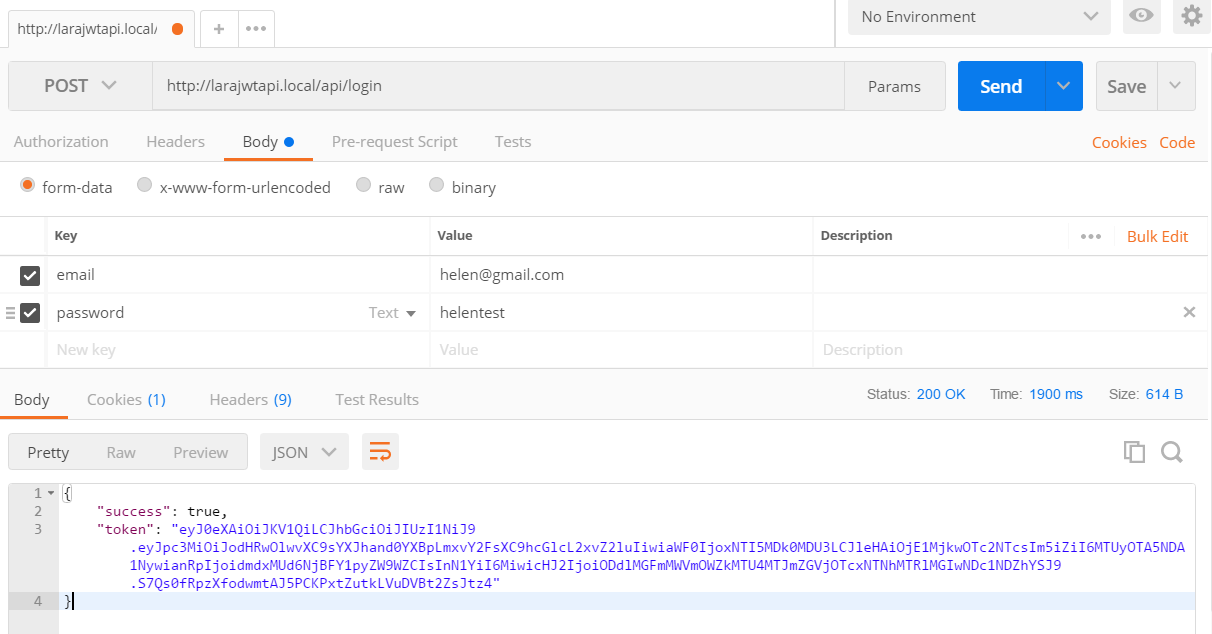 http://larajwtapi.local/
No Environment
POST
http://larajwtapi.local/api/login
Params
Send
Save
Authorization Headers Body Pre-request Script Tests Cookies Code
form-data x-www-form-urlencoded raw binary
Key Value Description Bulk Edit
email helen@gmail.com
password Text helentest
New key Value Description
Body Cookies (1) Headers (9) Test Results Status: 200 OK Time: 1900 ms Size: 614 B
Pretty Raw Preview JSON
1 {
2 "success": true,
3 "token": "eyJ0eXAiOiJKV1QiLCJhbGciOiJIUzI1NiJ9
.eyJpc3MiOiJodHRwOlwvXC9sYXJhand0YXBpLmxvY2FsXC9hcGlcL2xvZ2luIiwiaWF0IjoxNTI5MDk0MDU3LCJleHAiOjE1MjkwOTc2NTcsIm5iZiI6MTUyOTA5NDA
1NywianRpIjoidmdxMUd6NjBFY1pyZW9WZCIsInN1YiI6MiwicHJ2IjoiODdlMGFmMWVmOWZkMTU4MTJmZGVjOTcxNTNhMTRlMGIwNDc1NDZhYSJ9
.S7Qs0fRpzXfodwmtAJ5PCKPxtZutkLVuDVBt2ZsJtz4"
4 }